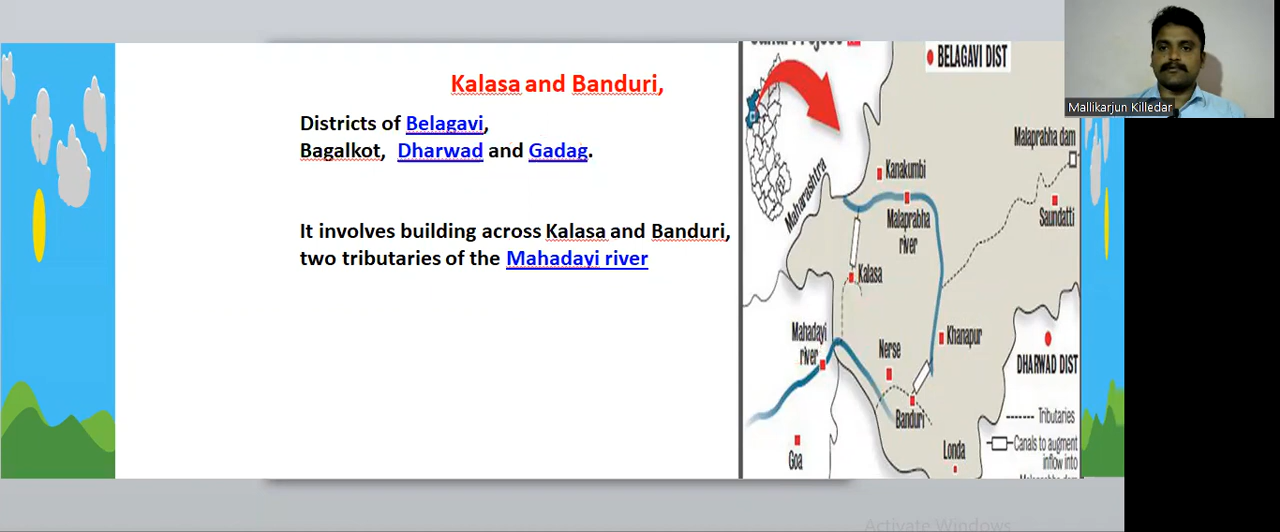 Kalasa and Banduri,
Districts of Belagavi,
Bagalkot, Dharwad and Gadag.
It involves building across Kalasa and Banduri,
two tributaries of the Mahadayi river
BELAGAVI DIST
Mallikarjun Killedar
Malaprabha dam
Kanakumbi
Maharashtra
Malaprabha
river
Saundatti
Kalasa
Mahadayi
river
Nerse
Khanapur
DHARWAD DIST
Banduri
Tributaries
Canals to augment
inflow into
Goa
Londa
Activate Windows